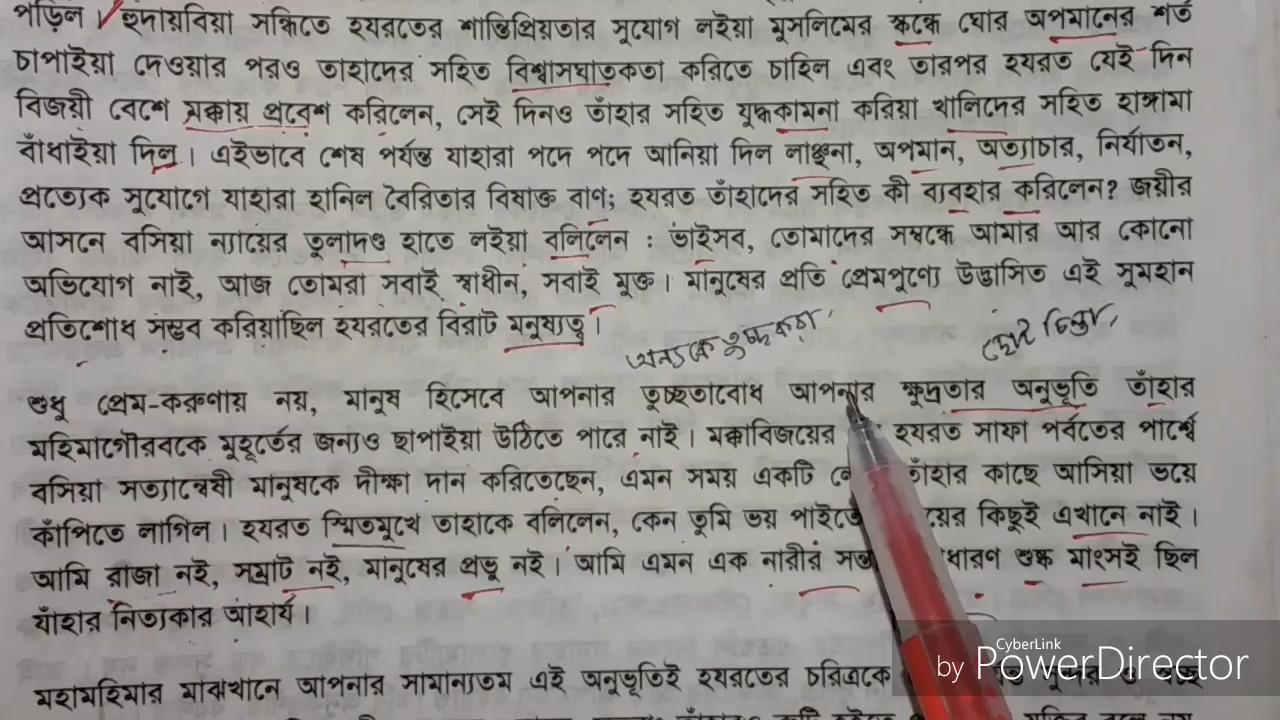 পড়িল। হুদায়বিয়া সন্ধিতে হযরতের শান্তিপ্রিয়তার সুযোগ লইয়া মুসলিমের স্কন্ধে ঘোর অপমানের শর্ত
চাপাইয়া দেওয়ার পরও তাহাদের সহিত বিশ্বাসঘাতকতা করিতে চাহিল এবং তারপর হযরত যেই দিন
বিজয়ী বেশে মক্কায় প্রবেশ করিলেন, সেই দিনও তাঁহার সহিত যুদ্ধকামনা করিয়া খালিদের সহিত হাঙ্গামা
বাঁধাইয়া দিল। এইভাবে শেষ পর্যন্ত যাহারা পদে পদে আনিয়া দিল লাঞ্ছনা, অপমান, অত্যাচার, নির্যাতন,
প্রত্যেক সুযোগে যাহারা হানিল বৈরিতার বিষাক্ত বাণ; হযরত তাঁহাদের সহিত কী ব্যবহার করিলেন? জয়ীর
আসনে বসিয়া ন্যায়ের তুলাদণ্ড হাতে লইয়া বলিলেন : ভাইসব, তোমাদের সম্বন্ধে আমার আর কোনো
অভিযোগ নাই, আজ তোমরা সবাই স্বাধীন, সবাই মুক্ত। মানুষের প্রতি প্রেমপুণ্যে উদ্ভাসিত এই সুমহান
প্রতিশোধ সম্ভব করিয়াছিল হযরতের বিরাট মনুষ্যত্ব।
অন্যকে তুচ্ছ করা
শুধু প্রেম-করুণায় নয়, মানুষ হিসেবে আপনার তুচ্ছতাবোধ আপনার ক্ষুদ্রতার অনুভূতি তাঁহার
মহিমাগৌরবকে মুহূর্তের জন্যও ছাপাইয়া উঠিতে পারে নাই। মক্কাবিজয়ের হযরত সাফা পর্বতের পার্শ্বে
বসিয়া সত্যান্বেষী মানুষকে দীক্ষা দান করিতেছেন, এমন সময় একটি তাঁহার কাছে আসিয়া ভয়ে
কাঁপিতে লাগিল। হযরত স্মিতমুখে তাহাকে বলিলেন, কেন তুমি ভয় কিছুই এখানে নাই।
আমি রাজা নই, সম্রাট নই, মানুষের প্রভু নই। আমি এমন এক নারীর শুষ্ক মাংসই ছিল
যাঁহার নিত্যকার আহার্য।
মহামহিমার মাঝখানে আপনার সামান্যতম এই অনুভূতিই হযরতের চরিত্রকে
CyberLink
by PowerDirector